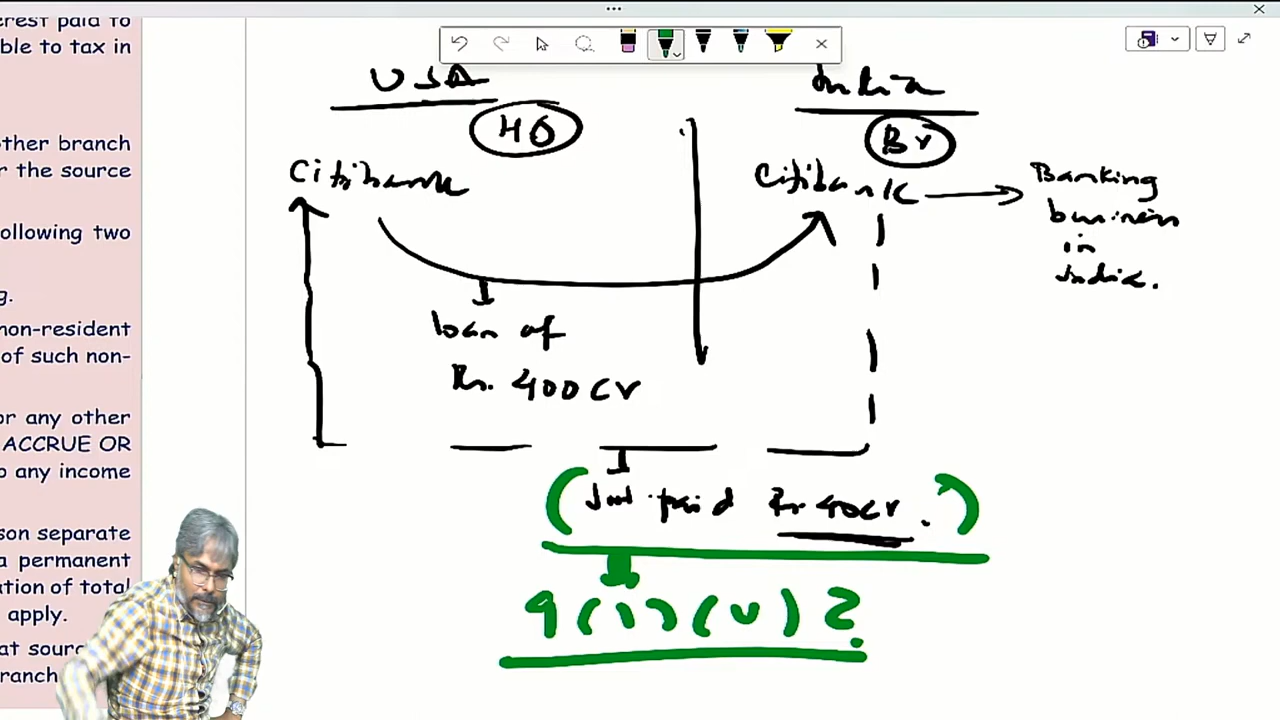 erest paid to
ble to tax in
other branch
r the source
ollowing two
g.
non-resident
of such non-
or any other
ACCRUE OR
o any income
son separate
a permanent
ation of total
apply.
at sourc
ranch
USA
India
HO
Br
Citibank
Citibank
Banking
business
in
India.
loan of
Rs. 400 Cr
(Int. paid Rs 40 Cr.)
9(1)(v)?